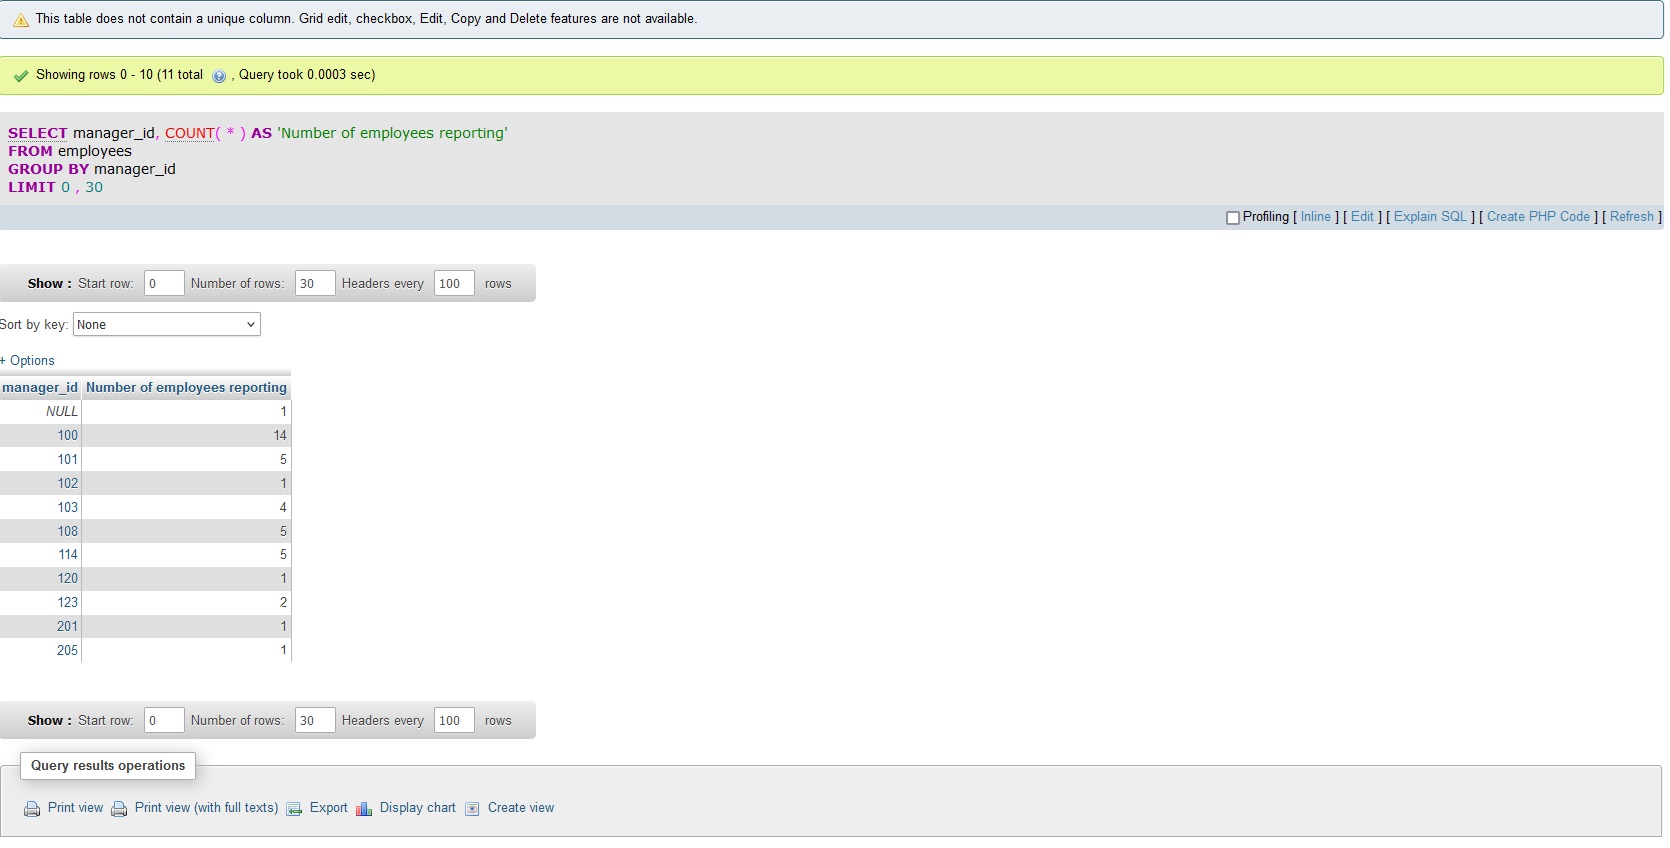 This table does not contain a unique column. Grid edit, checkbox, Edit, Copy and Delete features are not available.
Showing rows 0 - 10 (11 total , Query took 0.0003 sec)
SELECT manager_id, COUNT( * ) AS 'Number of employees reporting'
FROM employees
GROUP BY manager_id
LIMIT 0 , 30
Profiling [ Inline ] [ Edit ] [ Explain SQL ] [ Create PHP Code ] [ Refresh ]
Show : Start row: 0 Number of rows: 30 Headers every 100 rows
Sort by key: None
+ Options
manager_id Number of employees reporting
NULL 1
100 14
101 5
102 1
103 4
108 5
114 5
120 1
123 2
201 1
205 1
Show : Start row: 0 Number of rows: 30 Headers every 100 rows
Query results operations
Print view Print view (with full texts) Export Display chart Create view